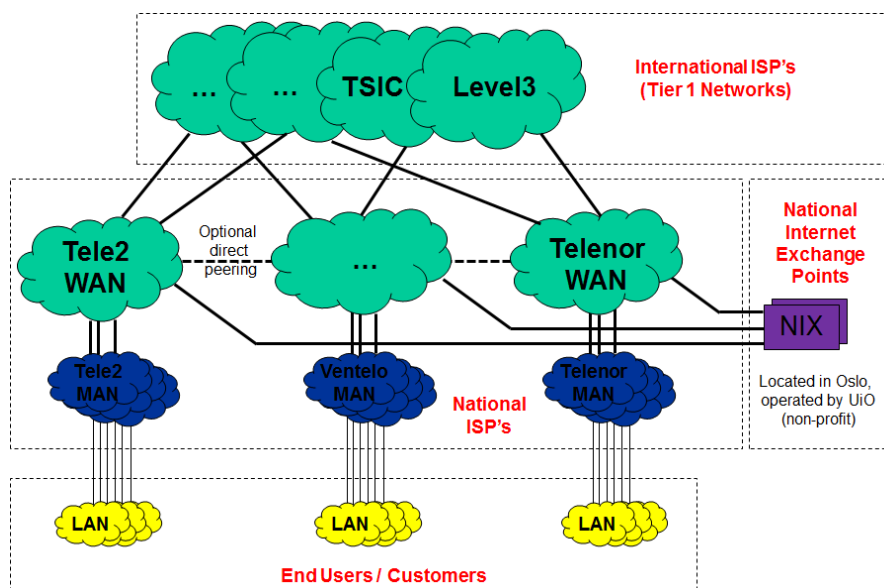 ...
...
TSIC
Level3
International ISP's
(Tier 1 Networks)
Tele2
WAN
Optional
direct
peering
...
Telenor
WAN
National
Internet
Exchange
Points
NIX
Located in Oslo,
operated by UiO
(non-profit)
Tele2
MAN
Ventelo
MAN
Telenor
MAN
National
ISP's
LAN
LAN
LAN
End Users / Customers